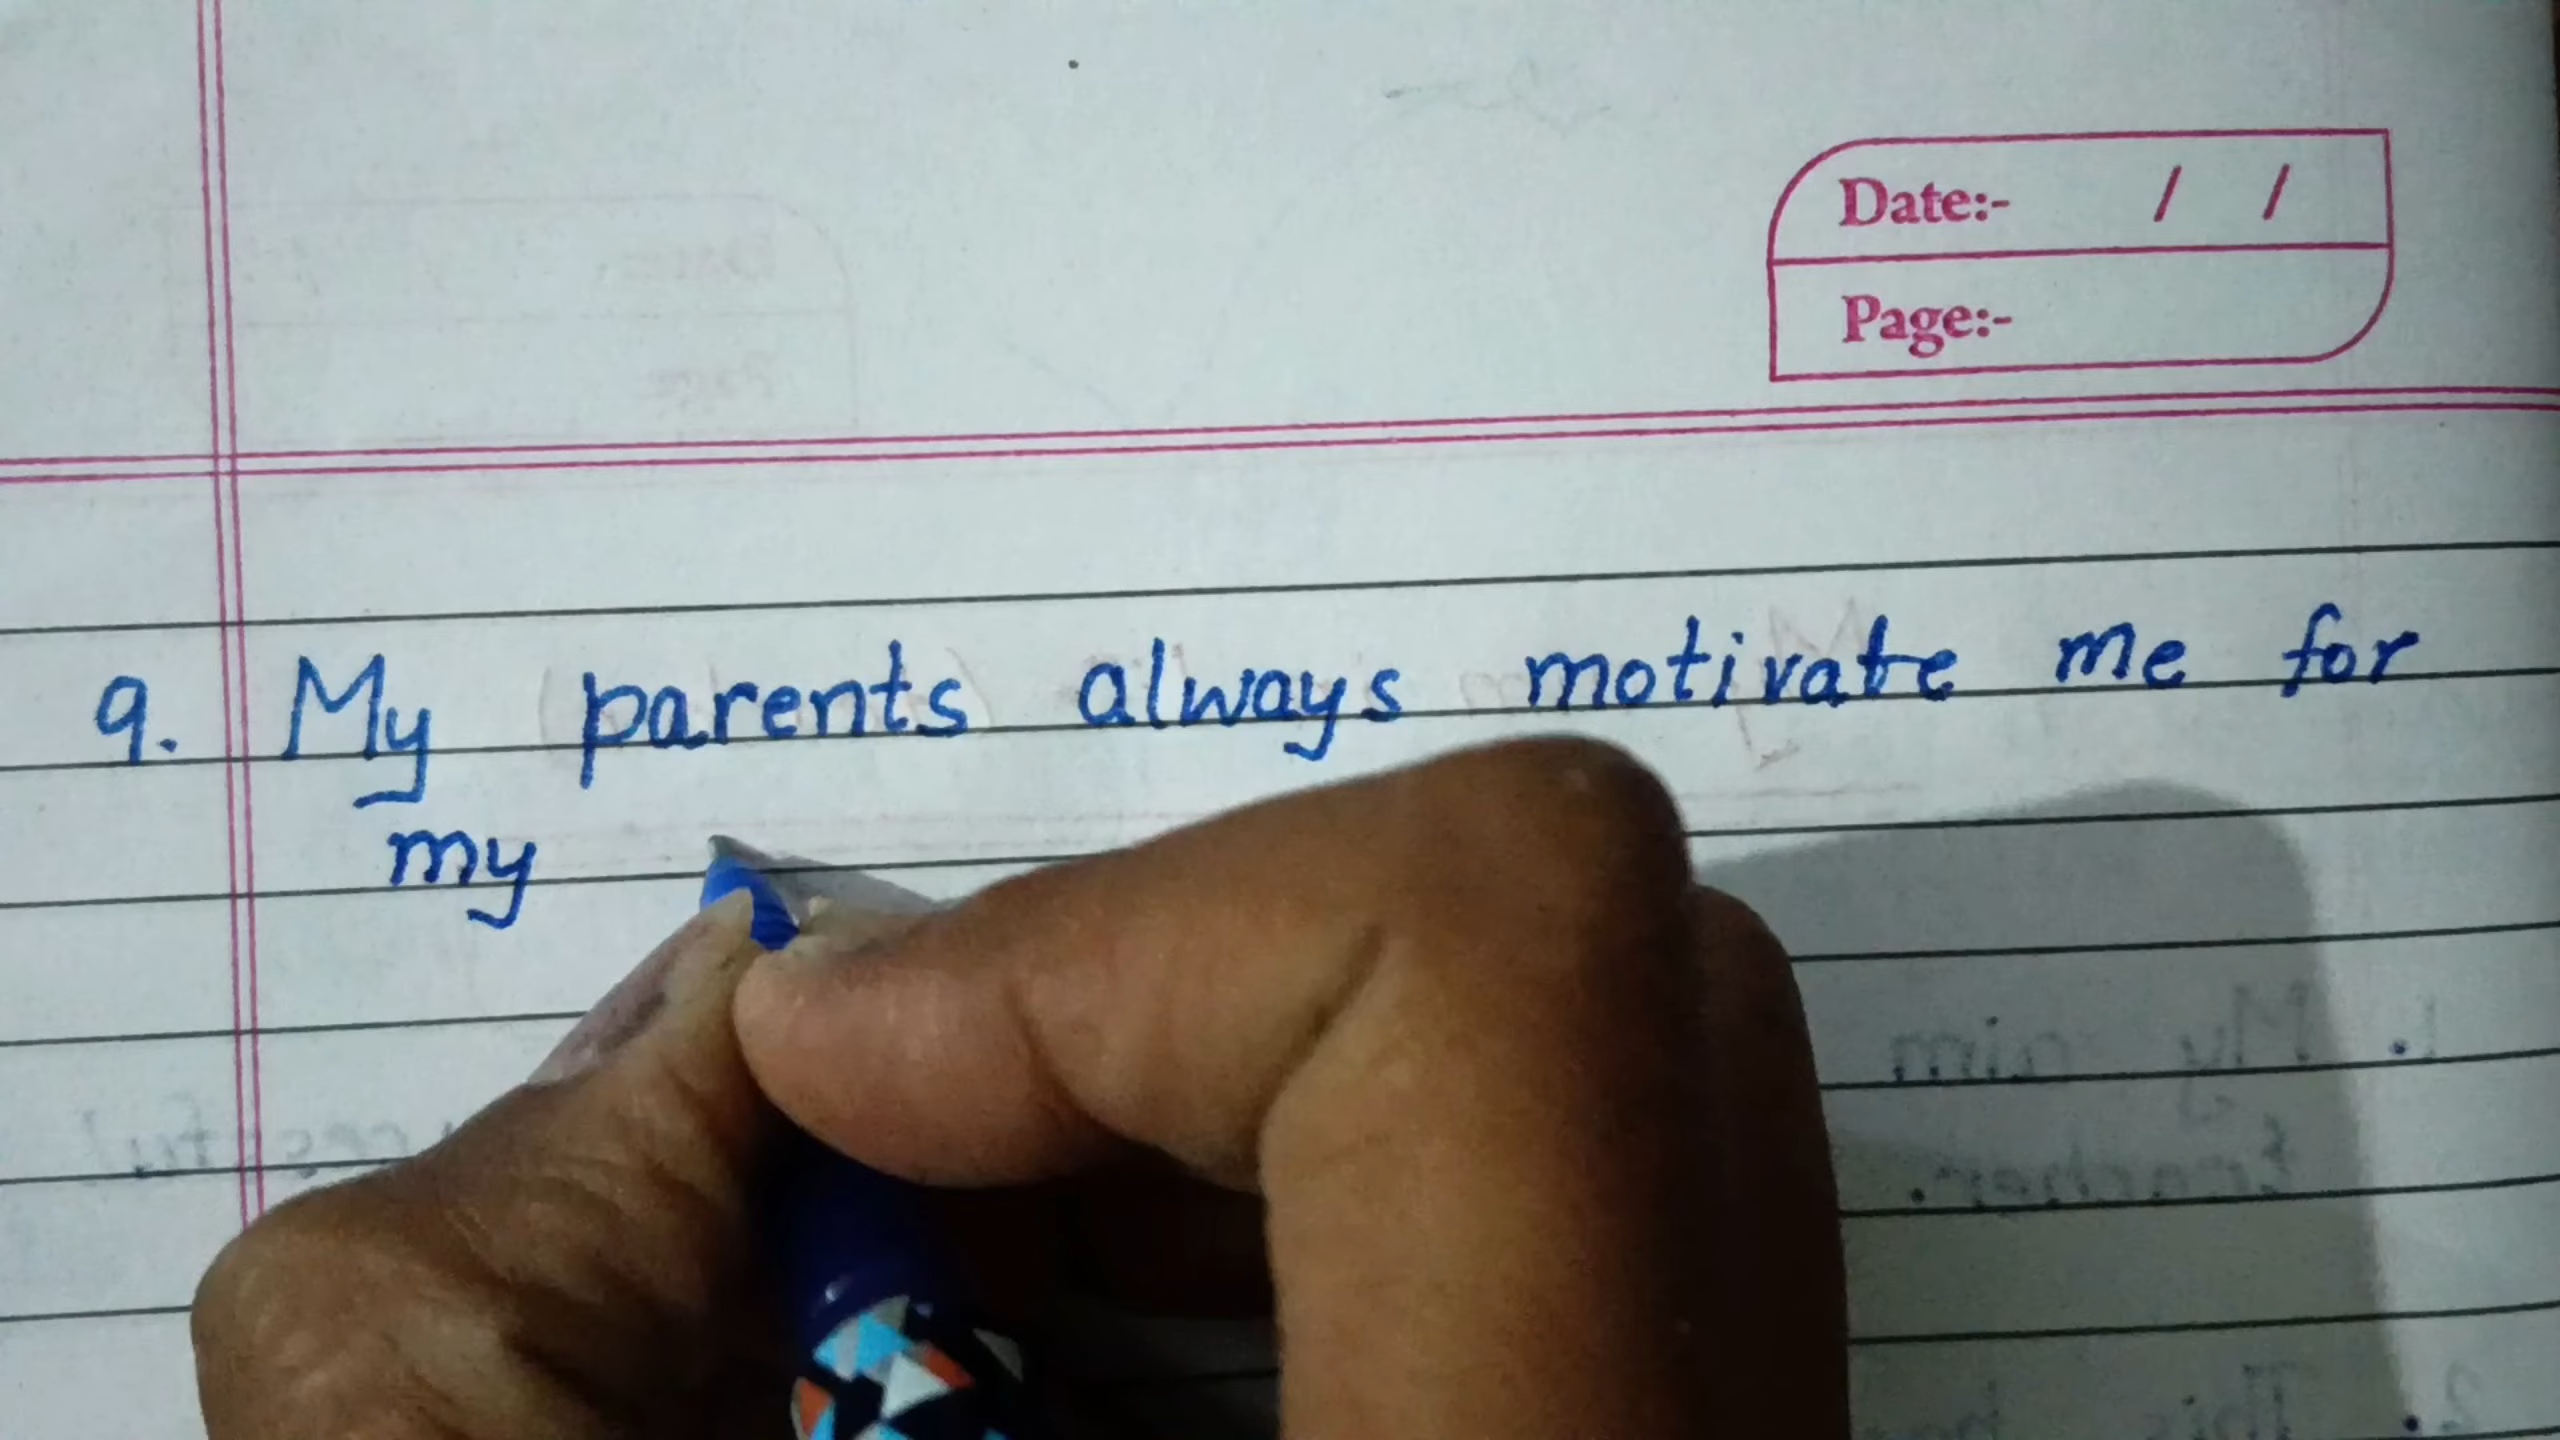 Date:- / /
Page:-
9. My parents always motivate me for
my